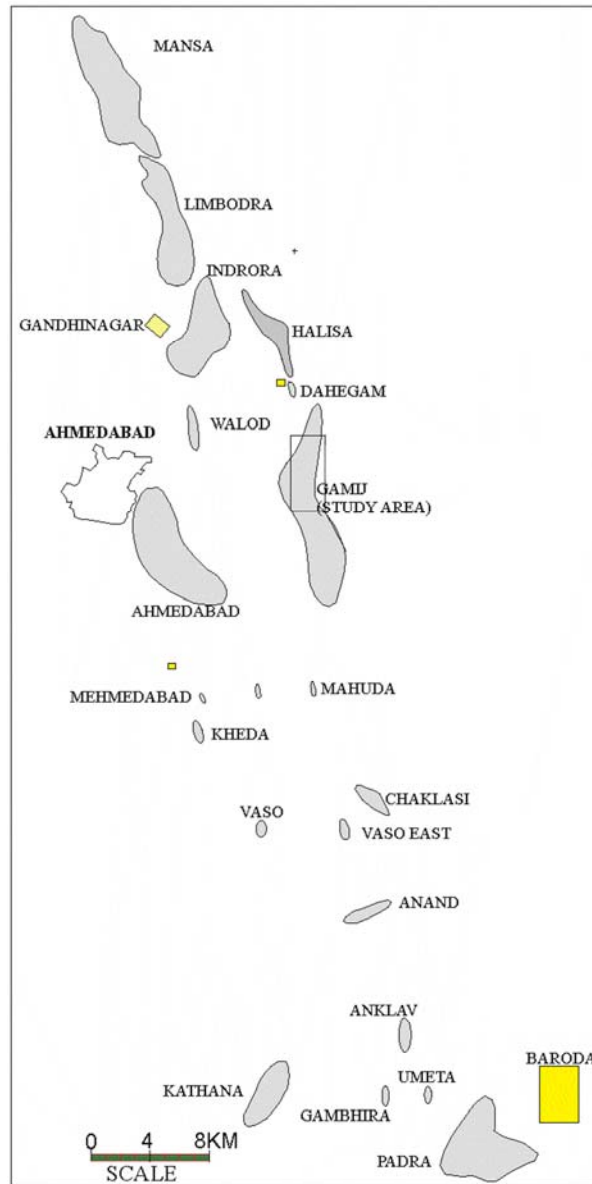 MANSA
LIMBODRA
INDRORA
GANDHINAGAR
HALISA
DAHEGAM
WALOD
AHMEDABAD
GAMIJ
(STUDY AREA)
AHMEDABAD
MEHMEDABAD
MAHUDA
KHEDA
CHAKLASI
VASO
VASO EAST
ANAND
ANKLAV
BARODA
UMETA
KATHANA
GAMBHIRA
0 4 8KM
SCALE
PADRA